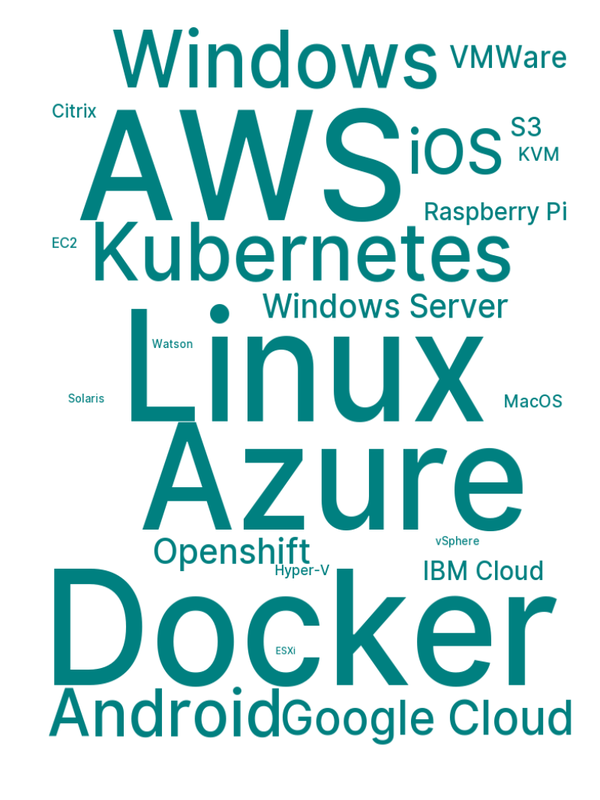 Windows
VMWare
Citrix
AWS
iOS
S3
KVM
Raspberry Pi
EC2
Kubernetes
Windows Server
Linux
Watson
Solaris
MacOS
Azure
vSphere
Openshift
Hyper-V
IBM Cloud
Docker
ESXi
Android
Google Cloud